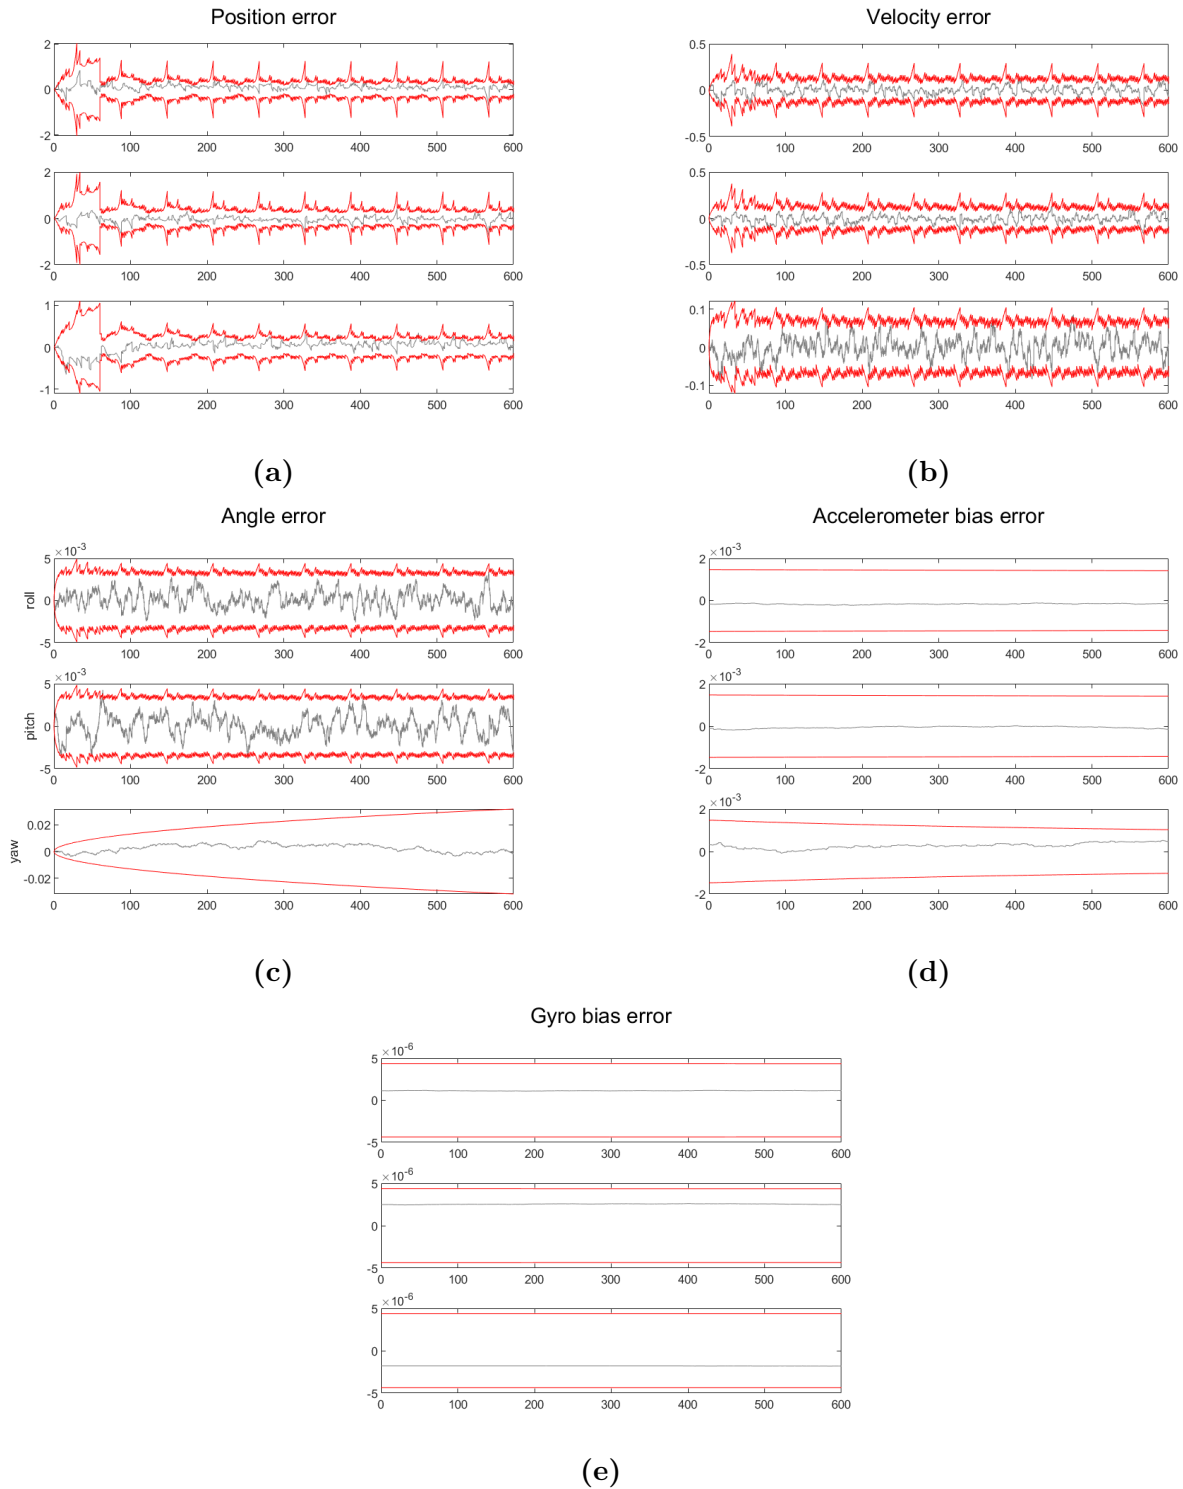 Position error
2
0
-2
0 100 200 300 400 500 600
2
0
-2
0 100 200 300 400 500 600
1
0
-1
0 100 200 300 400 500 600
(a)
Velocity error
0.5
0
-0.5
0 100 200 300 400 500 600
0.5
0
-0.5
0 100 200 300 400 500 600
0.1
0
-0.1
0 100 200 300 400 500 600
(b)
Angle error
×10-3
5
0
-5
roll
0 100 200 300 400 500 600
×10-3
5
0
-5
pitch
0 100 200 300 400 500 600
0.02
0
-0.02
yaw
0 100 200 300 400 500 600
(c)
Accelerometer bias error
×10-3
2
0
-2
0 100 200 300 400 500 600
×10-3
2
0
-2
0 100 200 300 400 500 600
×10-3
2
0
-2
0 100 200 300 400 500 600
(d)
Gyro bias error
×10-6
5
0
-5
0 100 200 300 400 500 600
×10-6
5
0
-5
0 100 200 300 400 500 600
×10-6
5
0
-5
0 100 200 300 400 500 600
(e)